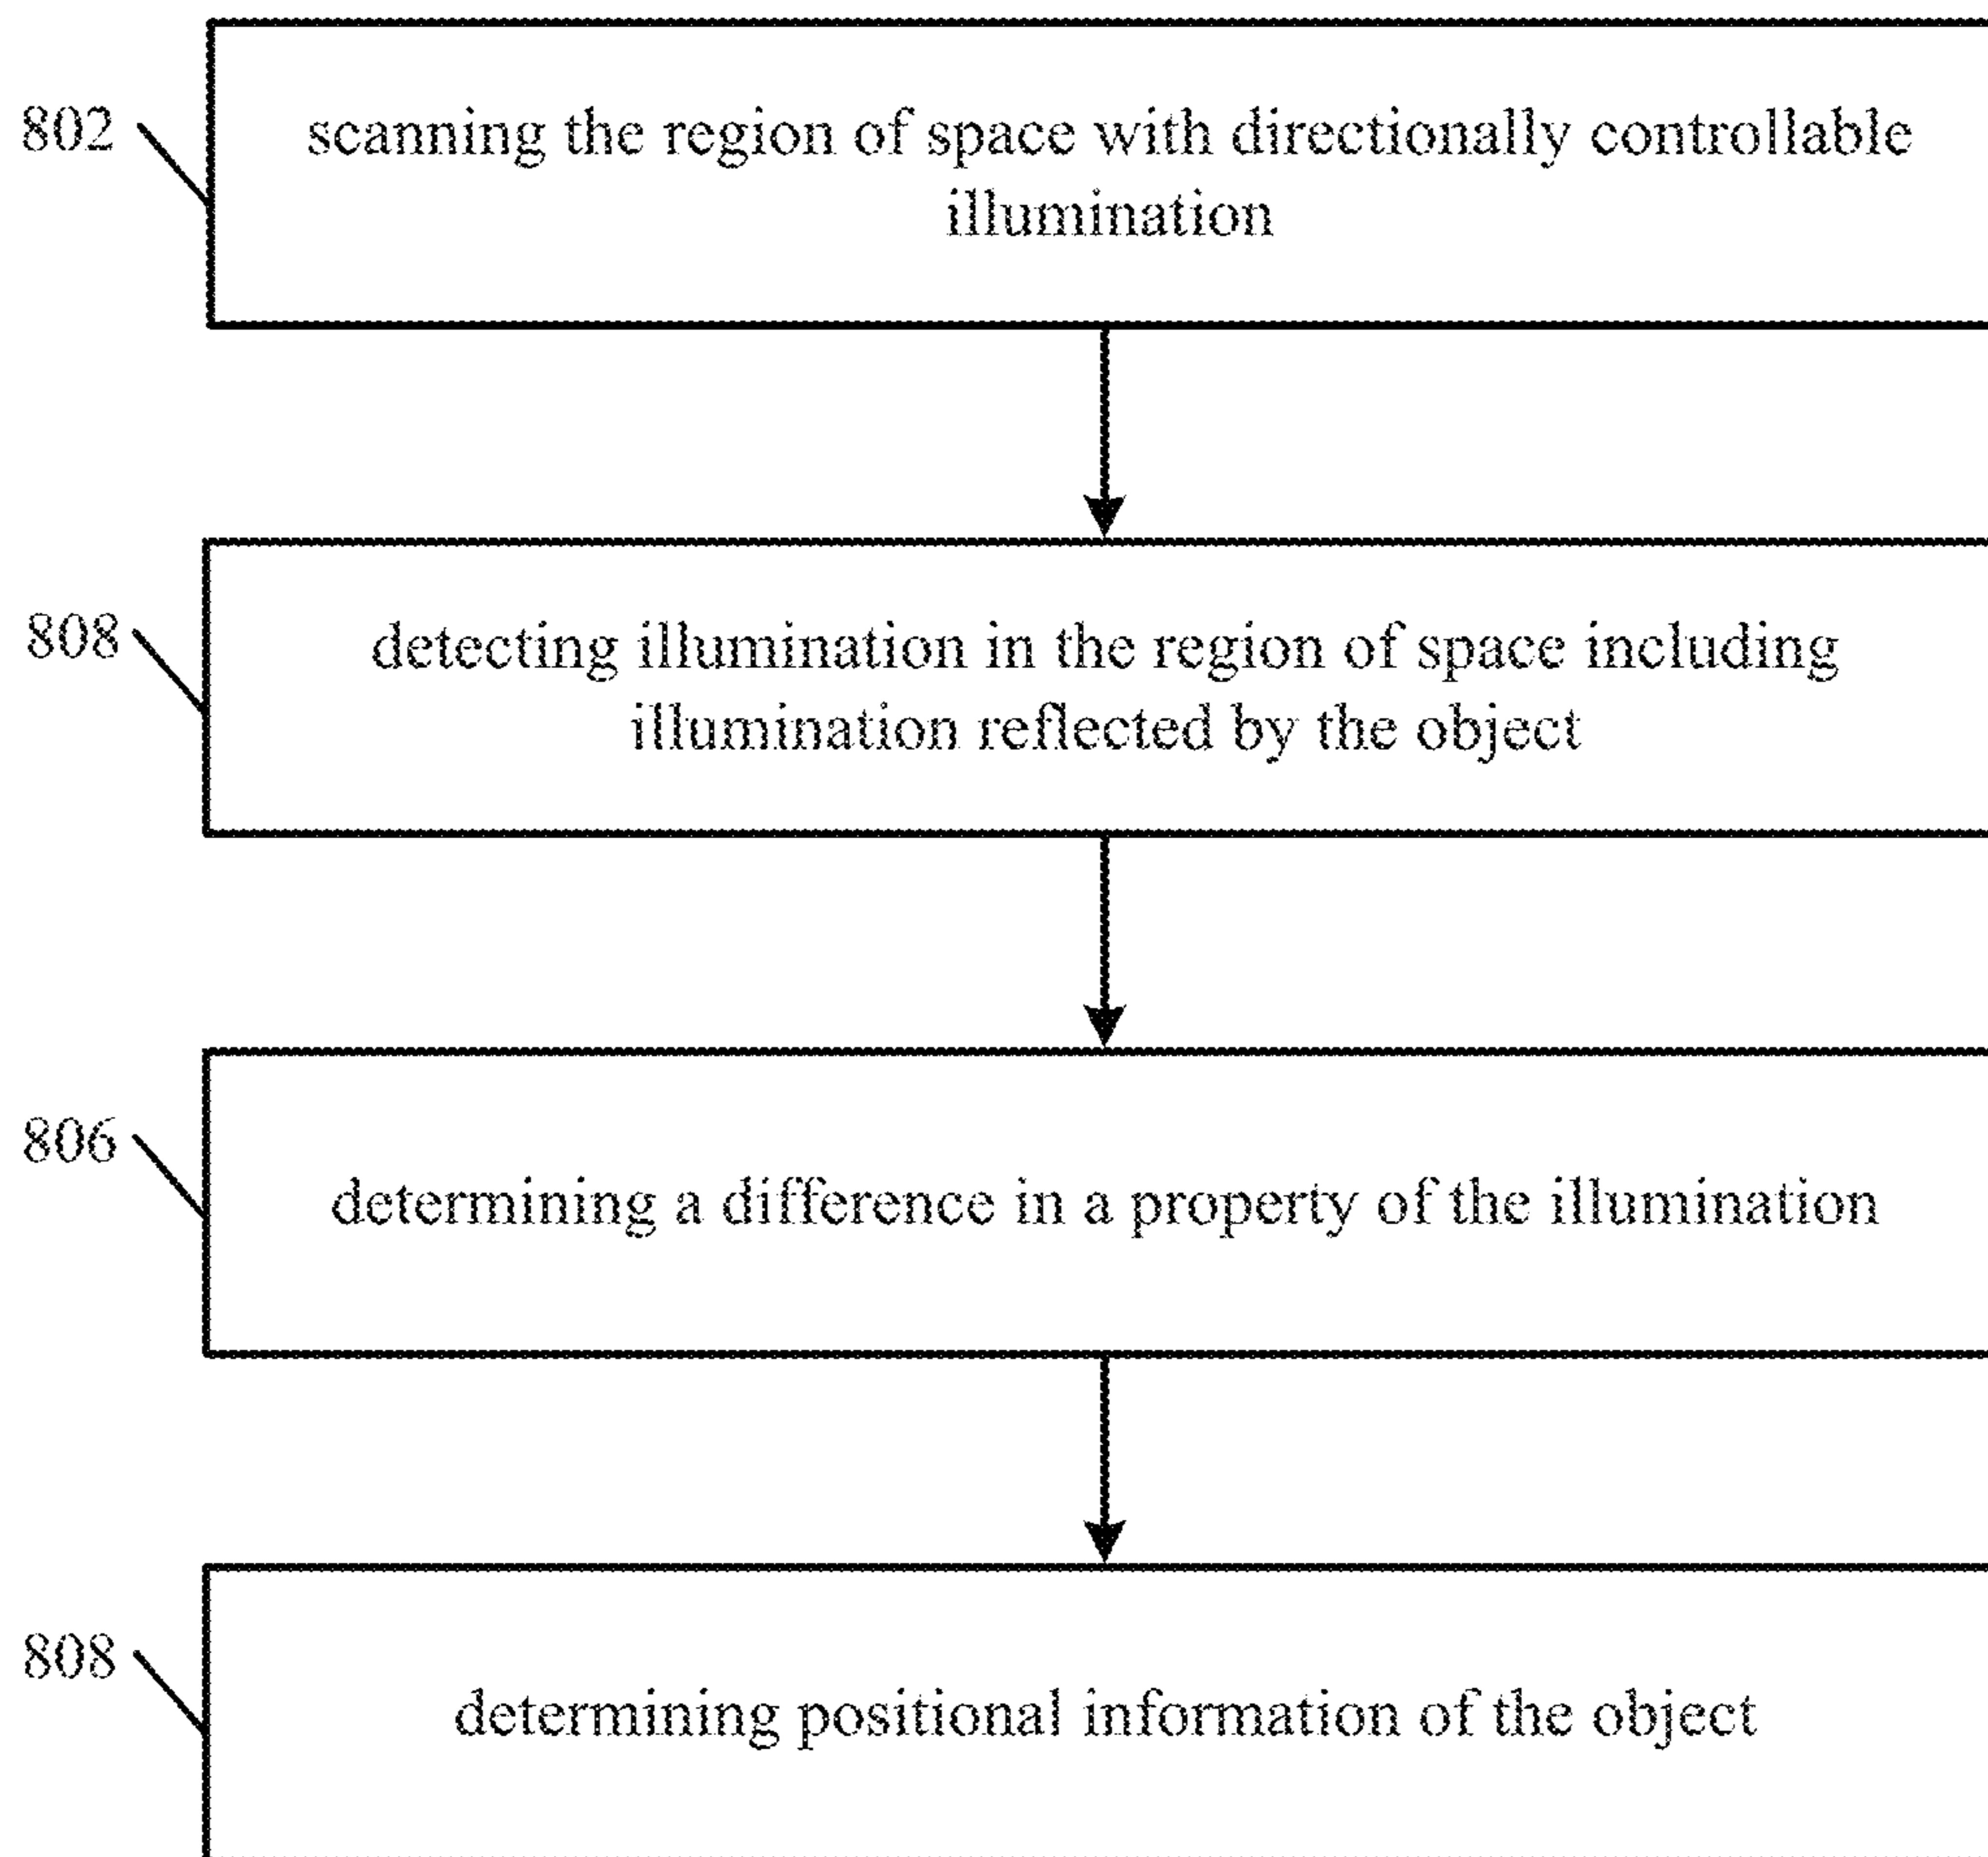 802
scanning the region of space with directionally controllable
illumination
808
detecting illumination in the region of space including
illumination reflected by the object
806
determining a difference in a property of the illumination
808
determining positional information of the object